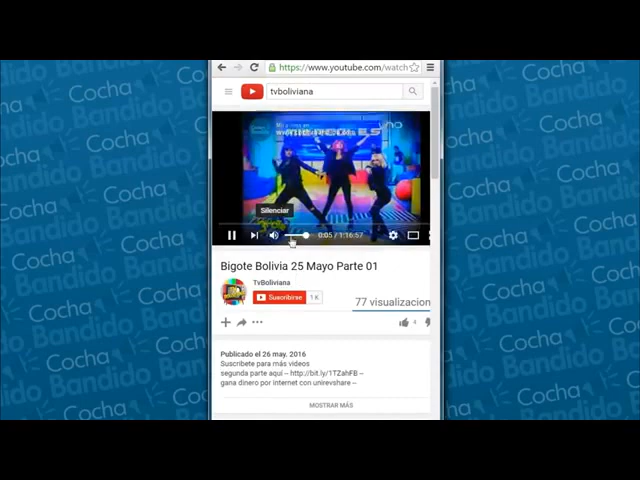 https://www.youtube.com/watch
tvboliviana
uno
Silenciar
0:05 / 1:16:57
Bigote Bolivia 25 Mayo Parte 01
TvBoliviana
Suscribirse 1 K
77 visualizacion
4
Publicado el 26 may. 2016
Suscribete para más videos
segunda parte aquí -- http://bit.ly/1TZahFB --
gana dinero por internet con unirevshare --
MOSTRAR MÁS
Cocha
Bandido